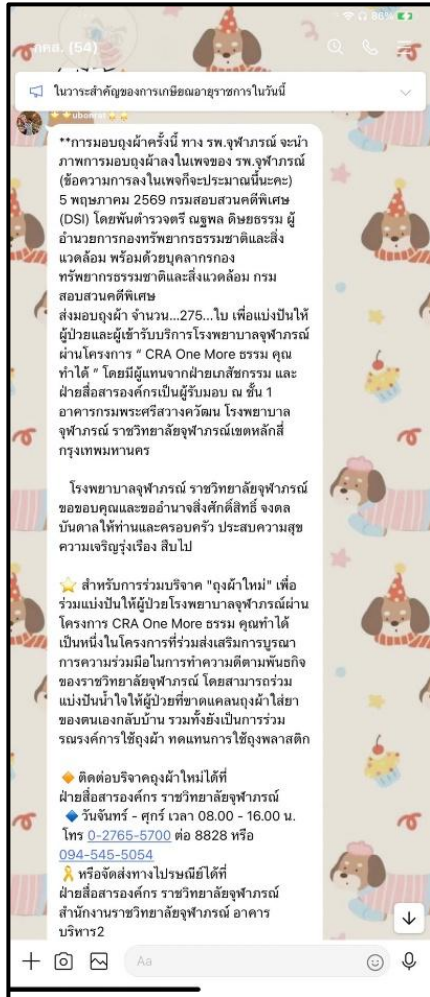 86%
กคส. (54)
ในวาระสำคัญของการเกษียณอายุราชการในวันนี้
ubonrat
**การมอบถุงผ้าครั้งนี้ ทาง รพ.จุฬาภรณ์ จะนำ
ภาพการมอบถุงผ้าลงในเพจของ รพ.จุฬาภรณ์
(ข้อความการลงในเพจก็จะประมาณนี้นะคะ)
5 พฤษภาคม 2569 กรมสอบสวนคดีพิเศษ
(DSI) โดยพันตำรวจตรี ณฐพล ดิษยธรรม ผู้
อำนวยการกองทรัพยากรธรรมชาติและสิ่ง
แวดล้อม พร้อมด้วยบุคลากรกอง
ทรัพยากรธรรมชาติและสิ่งแวดล้อม กรม
สอบสวนคดีพิเศษ
ส่งมอบถุงผ้า จำนวน...275...ใบ เพื่อแบ่งปันให้
ผู้ป่วยและผู้เข้ารับบริการโรงพยาบาลจุฬาภรณ์
ผ่านโครงการ “ CRA One More ธรรม คุณ
ทำได้ ” โดยมีผู้แทนจากฝ่ายเภสัชกรรม และ
ฝ่ายสื่อสารองค์กรเป็นผู้รับมอบ ณ ชั้น 1
อาคารกรมพระศรีสวางควัฒน โรงพยาบาล
จุฬาภรณ์ ราชวิทยาลัยจุฬาภรณ์เขตหลักสี่
กรุงเทพมหานคร
โรงพยาบาลจุฬาภรณ์ ราชวิทยาลัยจุฬาภรณ์
ขอขอบคุณและขออำนาจสิ่งศักดิ์สิทธิ์ จงดล
บันดาลให้ท่านและครอบครัว ประสบความสุข
ความเจริญรุ่งเรือง สืบไป
⭐ สำหรับการร่วมบริจาค "ถุงผ้าใหม่" เพื่อ
ร่วมแบ่งปันให้ผู้ป่วยโรงพยาบาลจุฬาภรณ์ผ่าน
โครงการ CRA One More ธรรม คุณทำได้
เป็นหนึ่งในโครงการที่ร่วมส่งเสริมการบูรณา
การความร่วมมือในการทำความดีตามพันธกิจ
ของราชวิทยาลัยจุฬาภรณ์ โดยสามารถร่วม
แบ่งปันน้ำใจให้ผู้ป่วยที่ขาดแคลนถุงผ้าใส่ยา
ของตนเองกลับบ้าน รวมทั้งยังเป็นการร่วม
รณรงค์การใช้ถุงผ้า ทดแทนการใช้ถุงพลาสติก
🔶 ติดต่อบริจาคถุงผ้าใหม่ได้ที่
ฝ่ายสื่อสารองค์กร ราชวิทยาลัยจุฬาภรณ์
🔷 วันจันทร์ - ศุกร์ เวลา 08.00 - 16.00 น.
โทร 0-2765-5700 ต่อ 8828 หรือ
094-545-5054
🎗 หรือจัดส่งทางไปรษณีย์ได้ที่
ฝ่ายสื่อสารองค์กร ราชวิทยาลัยจุฬาภรณ์
สำนักงานราชวิทยาลัยจุฬาภรณ์ อาคาร
บริหาร2
Aa